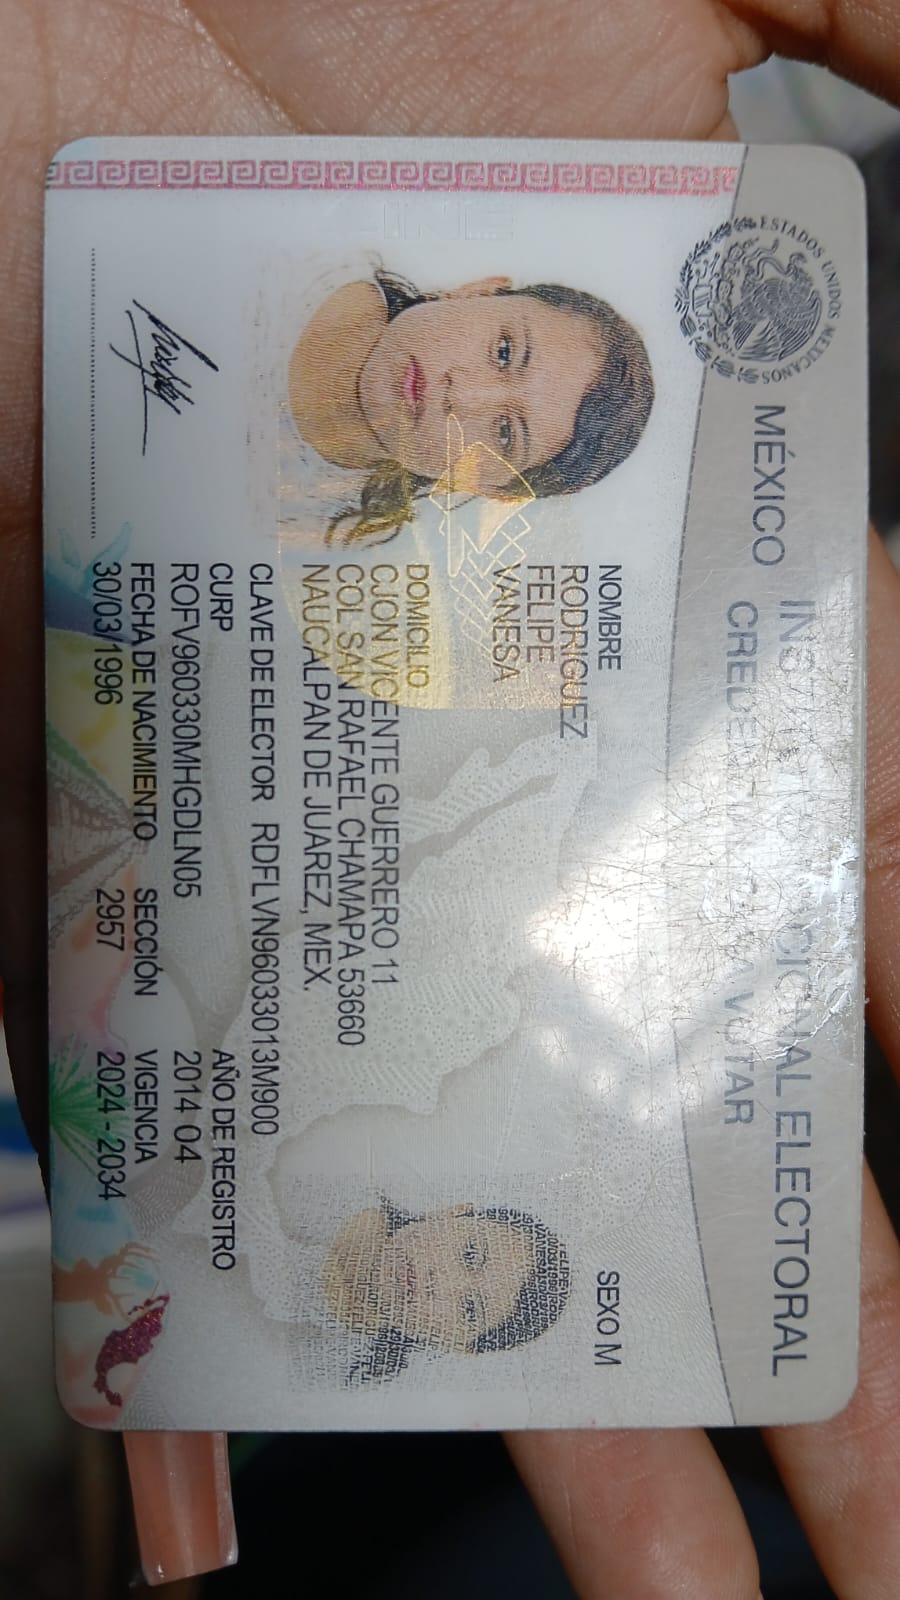 ESTADOS UNIDOS MEXICANOS
MÉXICO
ELECTORAL
NOMBRE
RODRIGUEZ
FELIPE
VANESA
SEXO M
DOMICILIO
CJON VICENTE GUERRERO 11
COL SAN RAFAEL CHAMAPA 53660
NAUCALPAN DE JUAREZ, MEX.
CLAVE DE ELECTOR RDFLVN96033013M900
CURP
ROFV960330MHGDLN05
AÑO DE REGISTRO
2014 04
FECHA DE NACIMIENTO
30/03/1996
SECCIÓN
2957
VIGENCIA
2024 - 2034